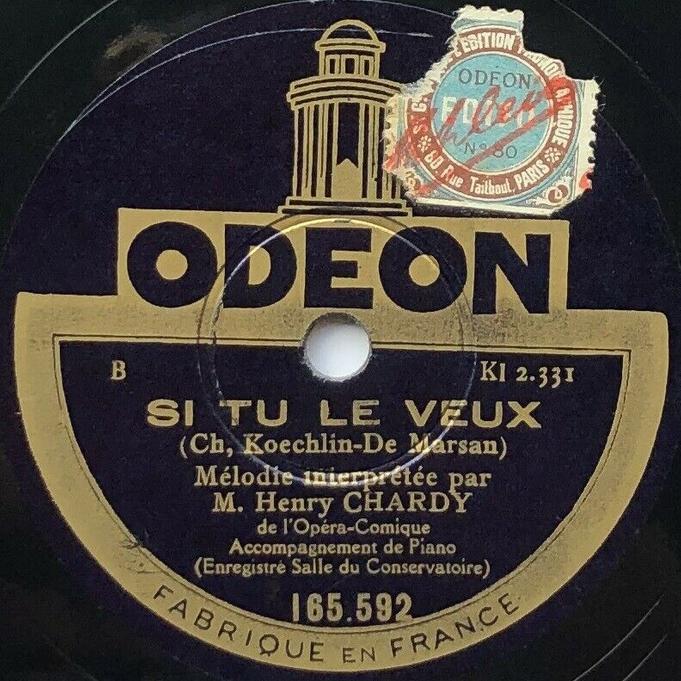 L'ÉDITION
ODEON
No 80
60, Rue Taitbout, PARIS
ODEON
B
KI 2.331
SI TU LE VEUX
(Ch, Koechlin-De Marsan)
Mélodie interprétée par
M. Henry CHARDY
de l'Opéra-Comique
Accompagnement de Piano
(Enregistré Salle du Conservatoire)
165.592
FABRIQUE EN FRANCE